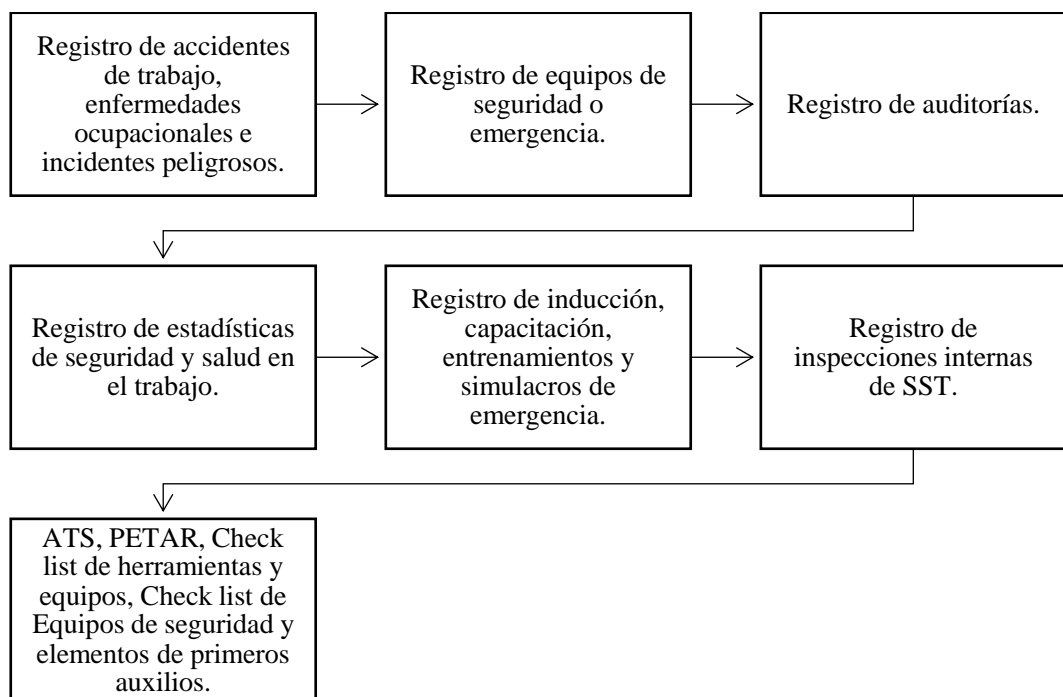 Registro de accidentes
de trabajo,
enfermedades
ocupacionales e
incidentes peligrosos.
Registro de equipos de
seguridad o
emergencia.
Registro de auditorías.
Registro de estadísticas
de seguridad y salud en
el trabajo.
Registro de inducción,
capacitación,
entrenamientos y
simulacros de
emergencia.
Registro de
inspecciones internas
de SST.
ATS, PETAR, Check
list de herramientas y
equipos, Check list de
Equipos de seguridad y
elementos de primeros
auxilios.